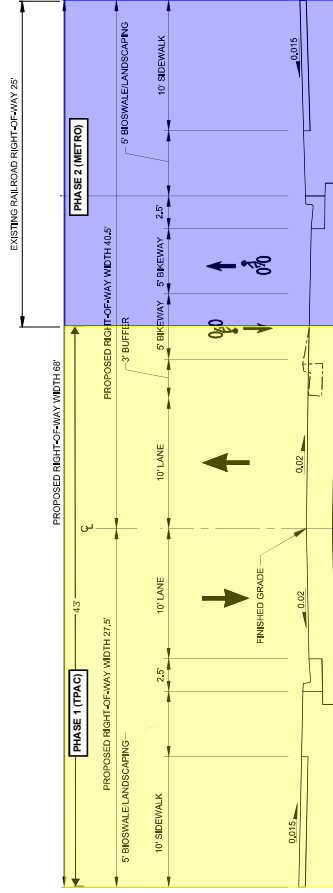 EXISTING RAILROAD RIGHT-OF-WAY 25'
PROPOSED RIGHT-OF-WAY WIDTH 68'
PHASE 1 (TPAC)
43'
PHASE 2 (METRO)
CL
PROPOSED RIGHT-OF-WAY WIDTH 27.5'
PROPOSED RIGHT-OF-WAY WIDTH 40.5'
5' BIOSWALE/LANDSCAPING
3' BUFFER
5' BIOSWALE/LANDSCAPING
10' SIDEWALK
2.5'
10' LANE
10' LANE
5' BIKEWAY
5' BIKEWAY
2.5'
10' SIDEWALK
FINISHED GRADE
0.015
0.02
0.02
0.015